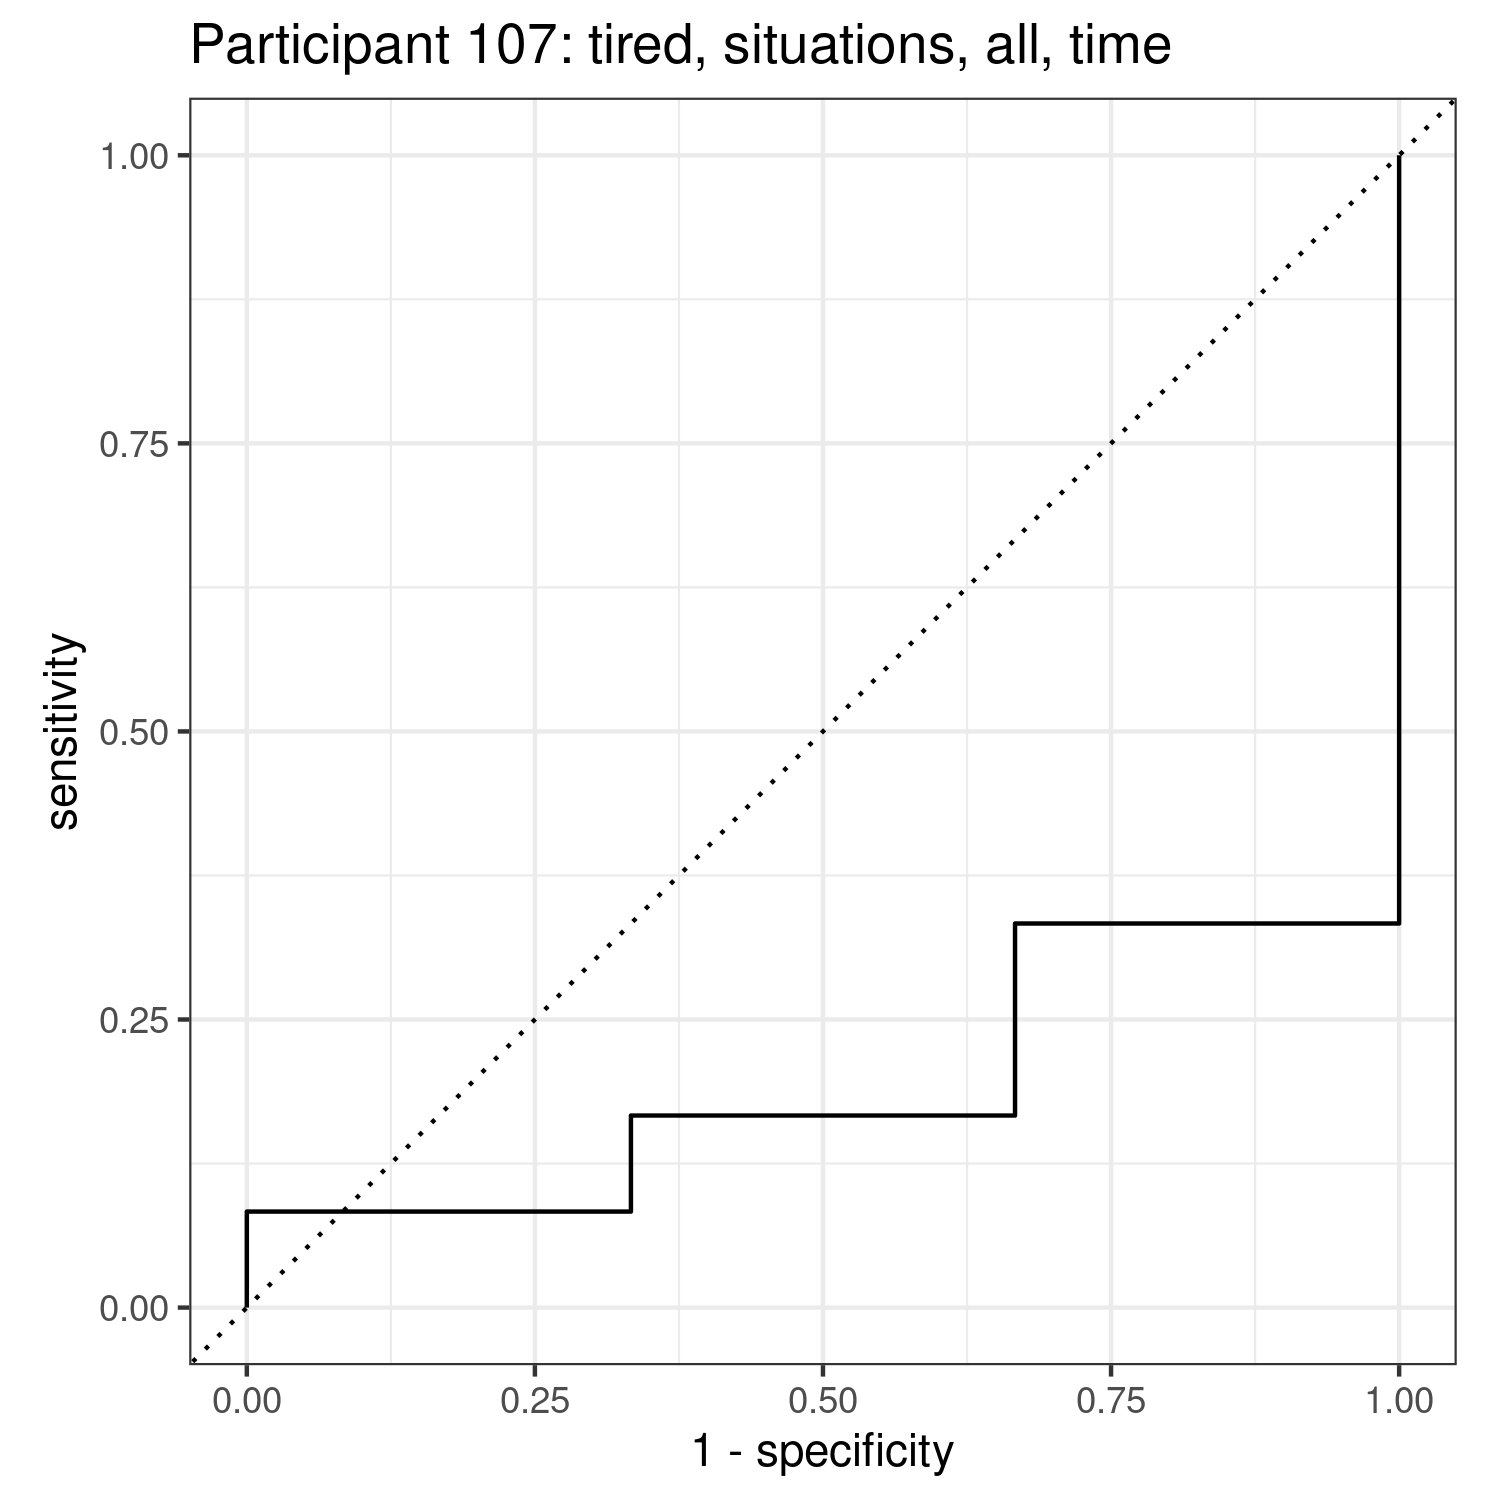 Participant 107: tired, situations, all, time
1.00
0.75
0.50
0.25
0.00
sensitivity
0.00 0.25 0.50 0.75 1.00
1 - specificity